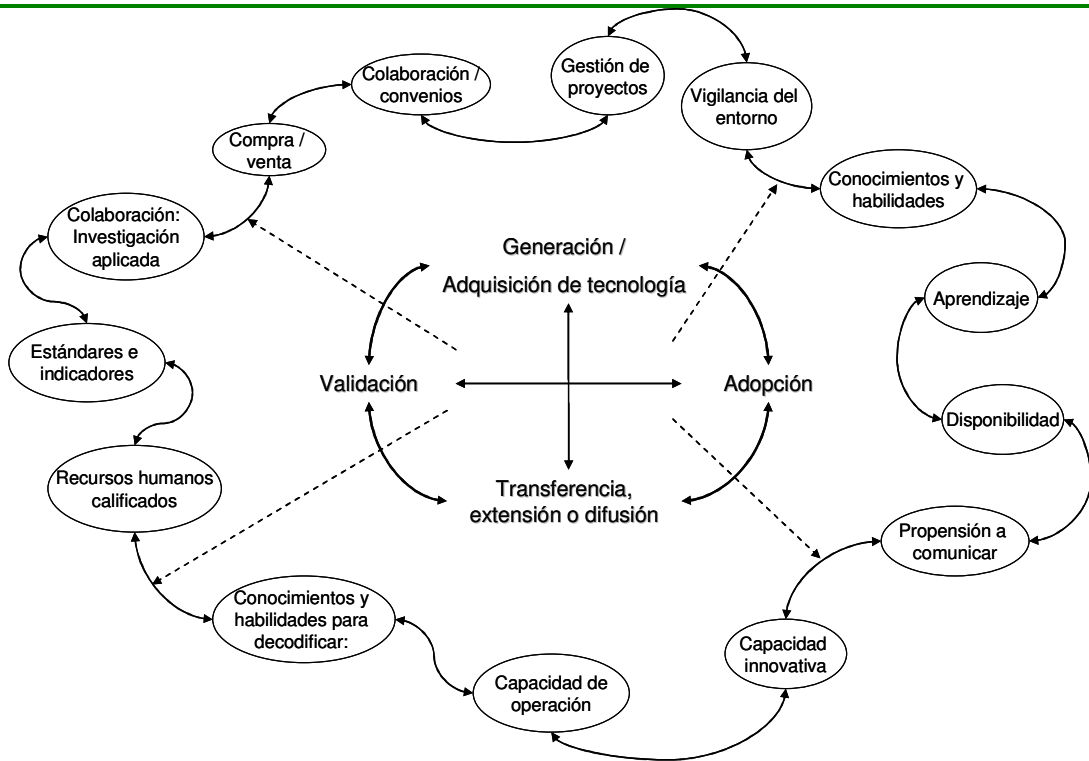 Colaboración /
convenios
Gestión de
proyectos
Vigilancia del
entorno
Compra /
venta
Conocimientos y
habilidades
Colaboración:
Investigación
aplicada
Generación /
Adquisición de tecnología
Aprendizaje
Estándares e
indicadores
Validación
Adopción
Disponibilidad
Recursos humanos
calificados
Transferencia,
extensión o difusión
Propensión a
comunicar
Conocimientos y
habilidades para
decodificar:
Capacidad
innovativa
Capacidad de
operación